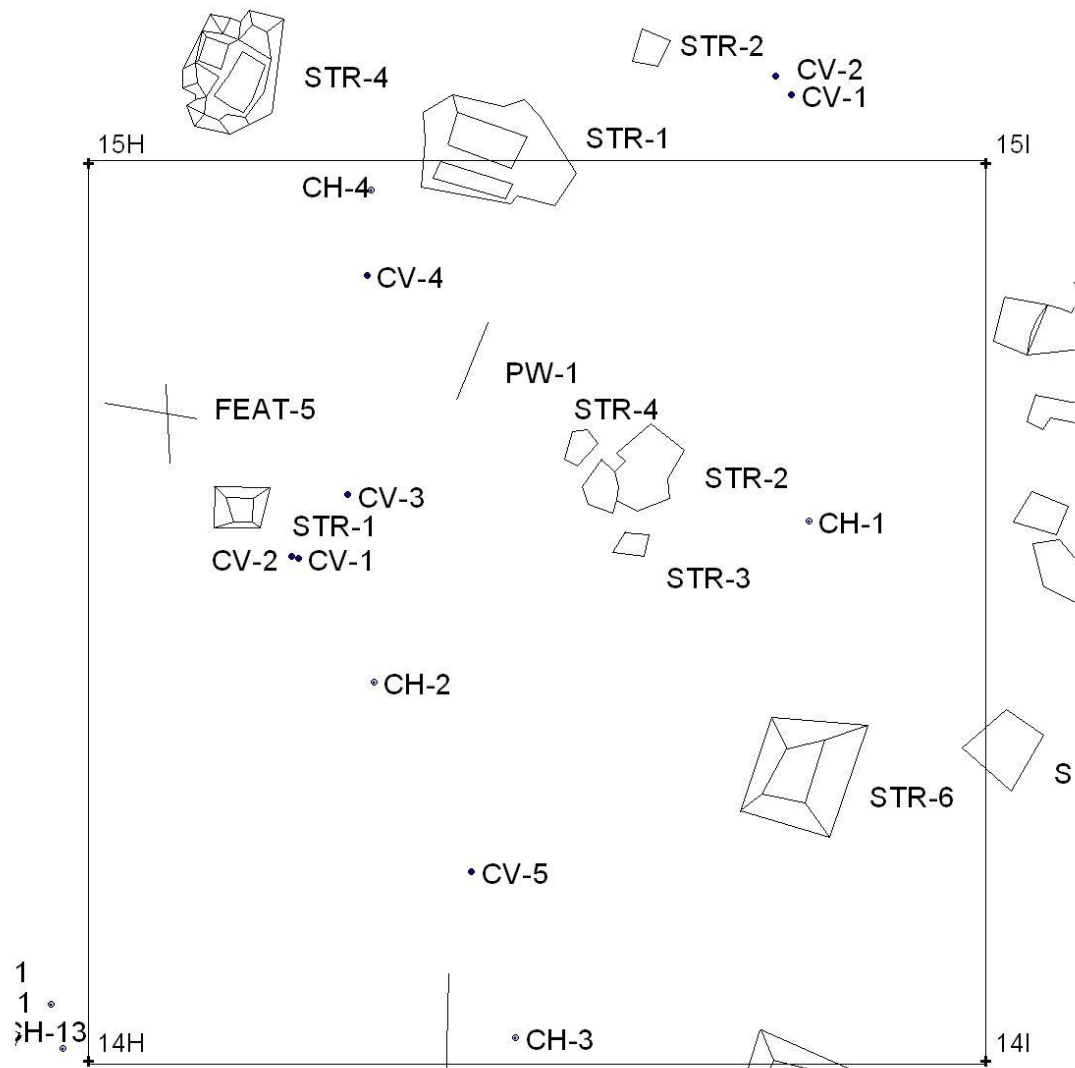 STR-2
CV-2
STR-4
CV-1
STR-1
15H
15I
CH-4
CV-4
PW-1
FEAT-5
STR-4
STR-2
CV-3
STR-1
CH-1
CV-2
CV-1
STR-3
CH-2
S
STR-6
CV-5
1
1
CH-13
14H
CH-3
14I